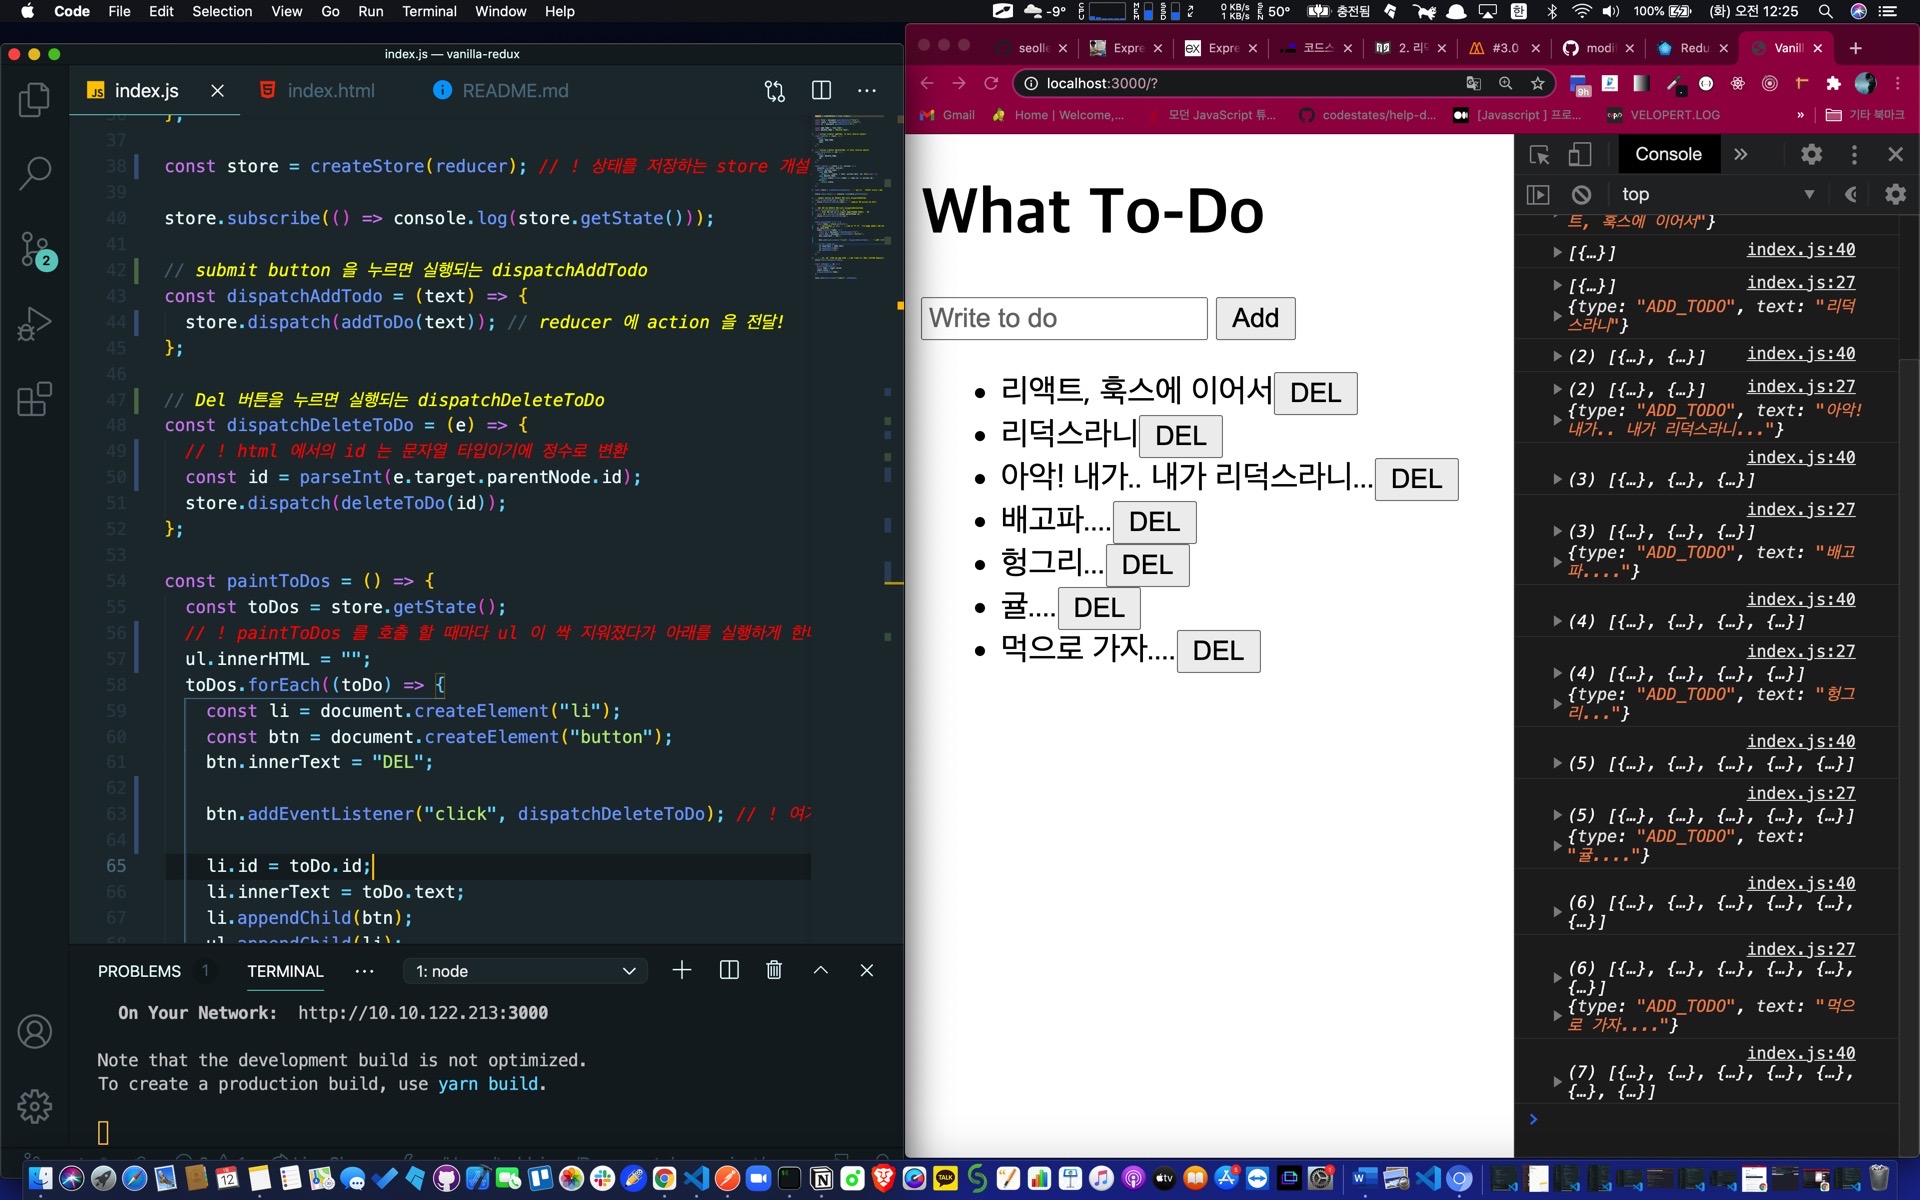 Code File Edit Selection View Go Run Terminal Window Help
-9° 0 KB/s 1 KB/s 50° 충전됨 한 100% (화) 오전 12:25
index.js — vanilla-redux
JS index.js index.html README.md
37
38 const store = createStore(reducer); // ! 상태를 저장하는 store 개설
39
40 store.subscribe(() => console.log(store.getState()));
41
42 // submit button 을 누르면 실행되는 dispatchAddTodo
43 const dispatchAddTodo = (text) => {
44 store.dispatch(addToDo(text)); // reducer 에 action 을 전달!
45 };
46
47 // Del 버튼을 누르면 실행되는 dispatchDeleteToDo
48 const dispatchDeleteToDo = (e) => {
49 // ! html 에서의 id 는 문자열 타입이기에 정수로 변환
50 const id = parseInt(e.target.parentNode.id);
51 store.dispatch(deleteToDo(id));
52 };
53
54 const paintToDos = () => {
55 const toDos = store.getState();
56 // ! paintToDos 를 호출 할 때마다 ul 이 싹 지워졌다가 아래를 실행하게
57 ul.innerHTML = "";
58 toDos.forEach((toDo) => {
59 const li = document.createElement("li");
60 const btn = document.createElement("button");
61 btn.innerText = "DEL";
62
63 btn.addEventListener("click", dispatchDeleteToDo); // !
64
65 li.id = toDo.id;
66 li.innerText = toDo.text;
67 li.appendChild(btn);
68 ul.appendChild(li);
2
PROBLEMS 1 TERMINAL ··· 1: node
On Your Network: http://10.10.122.213:3000
Note that the development build is not optimized.
To create a production build, use yarn build.
seolle Expre Expre 코드스 2. 리 #3.0 modi Redu Vanill
localhost:3000/? 9h
Gmail Home | Welcome,... 모던 JavaScript 튜... codestates/help-d... [Javascript ] 프로... VELOPERT.LOG » 기타 북마크
What To-Do
Write to do Add
리액트, 훅스에 이어서 DEL
리덕스라니 DEL
아악! 내가.. 내가 리덕스라니... DEL
배고파.... DEL
헝그리... DEL
귤.... DEL
먹으로 가자.... DEL
Console »
top
트, 훅스에 이어서"}
[{…}] index.js:40
[{…}] index.js:27
{type: "ADD_TODO", text: "리덕
스라니"}
(2) [{…}, {…}] index.js:40
(2) [{…}, {…}] index.js:27
{type: "ADD_TODO", text: "아악!
내가.. 내가 리덕스라니..."}
index.js:40
(3) [{…}, {…}, {…}]
index.js:27
(3) [{…}, {…}, {…}]
{type: "ADD_TODO", text: "배고
파...."}
index.js:40
(4) [{…}, {…}, {…}, {…}]
index.js:27
(4) [{…}, {…}, {…}, {…}]
{type: "ADD_TODO", text: "헝그
리..."}
index.js:40
(5) [{…}, {…}, {…}, {…}, {…}]
index.js:27
(5) [{…}, {…}, {…}, {…}, {…}]
{type: "ADD_TODO", text:
"귤...."}
index.js:40
(6) [{…}, {…}, {…}, {…}, {…},
{…}]
index.js:27
(6) [{…}, {…}, {…}, {…}, {…},
{…}]
{type: "ADD_TODO", text: "먹으
로 가자...."}
index.js:40
(7) [{…}, {…}, {…}, {…}, {…},
{…}, {…}]